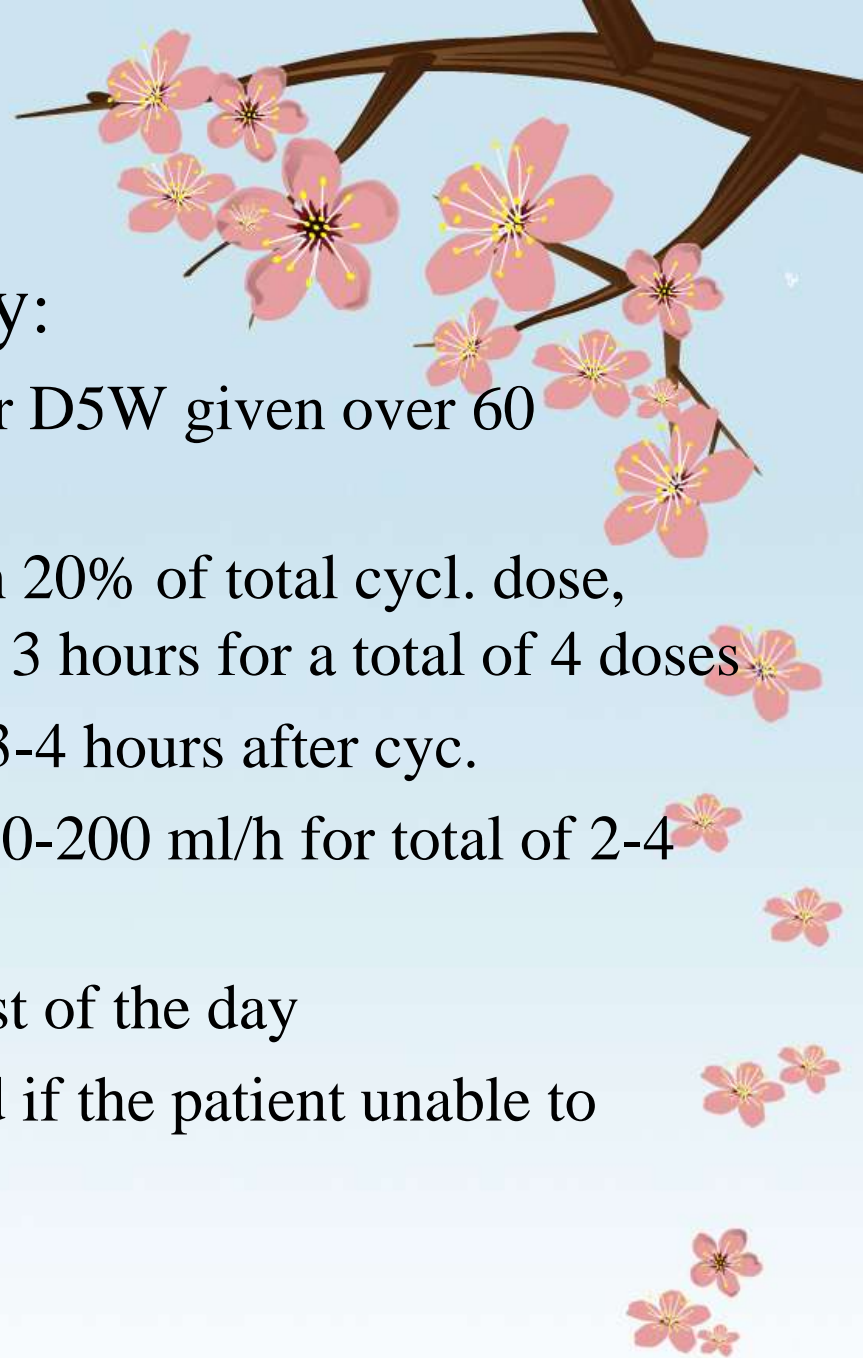 y:
r D5W given over 60
n 20% of total cycl. dose,
3 hours for a total of 4 doses
3-4 hours after cyc.
0-200 ml/h for total of 2-4
st of the day
d if the patient unable to